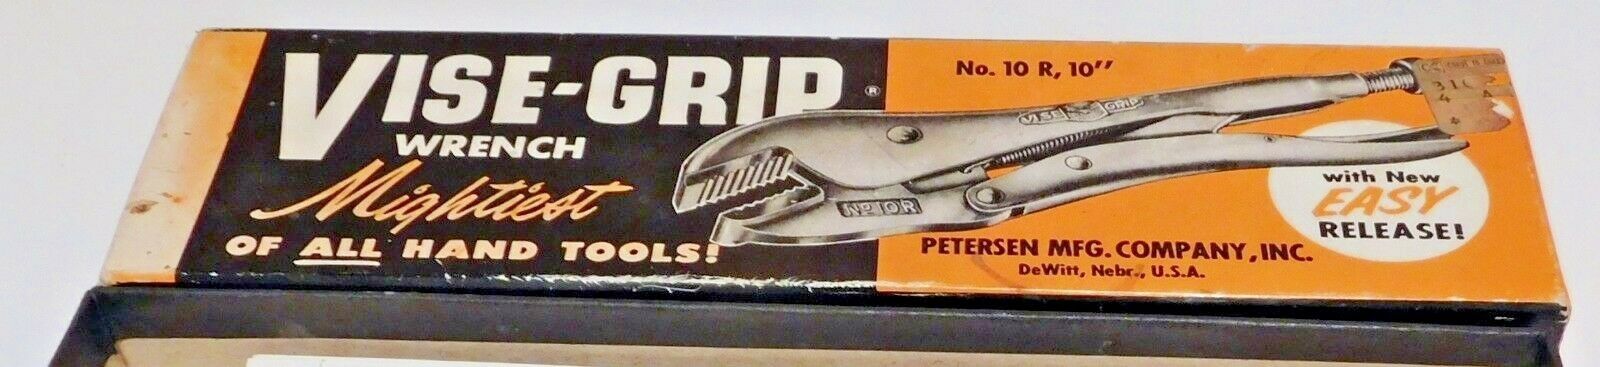 VISE-GRIP®
WRENCH
Mightiest
OF ALL HAND TOOLS!
No. 10 R, 10"
VISE GRIP
No 10R
with New
EASY
RELEASE!
PETERSEN MFG. COMPANY, INC.
DeWitt, Nebr., U.S.A.